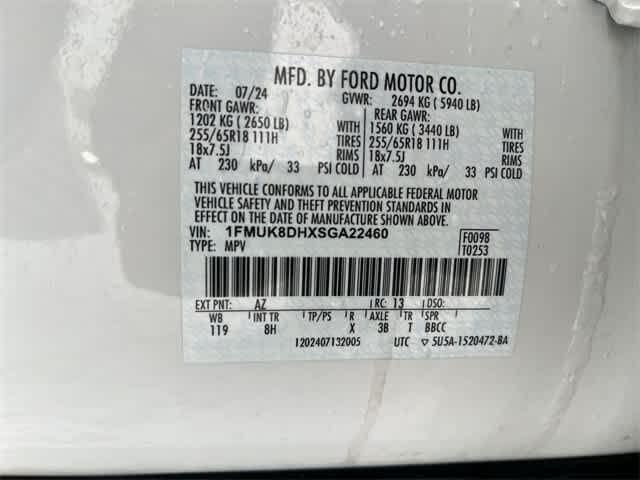 MFD. BY FORD MOTOR CO.
DATE: 07/24 GVWR: 2694 KG (5940 LB)
FRONT GAWR: REAR GAWR:
1202 KG (2650 LB) WITH 1560 KG (3440 LB) WITH
255/65R18 111H TIRES 255/65R18 111H TIRES
18x7.5J RIMS 18x7.5J RIMS
AT 230 kPa/ 33 PSI COLD AT 230 kPa/ 33 PSI COLD
THIS VEHICLE CONFORMS TO ALL APPLICABLE FEDERAL MOTOR
VEHICLE SAFETY AND THEFT PREVENTION STANDARDS IN
EFFECT ON THE DATE OF MANUFACTURE SHOWN ABOVE.
VIN: 1FMUK8DHXSGA22460 F0098
TYPE: MPV T0253
EXT PNT: AZ RC: 13 DSO:
WB INT TR TP/PS R AXLE TR SPR
119 8H X 3B T BBCC
1202407132005 UTC ▽ 5U5A-1520472-BA